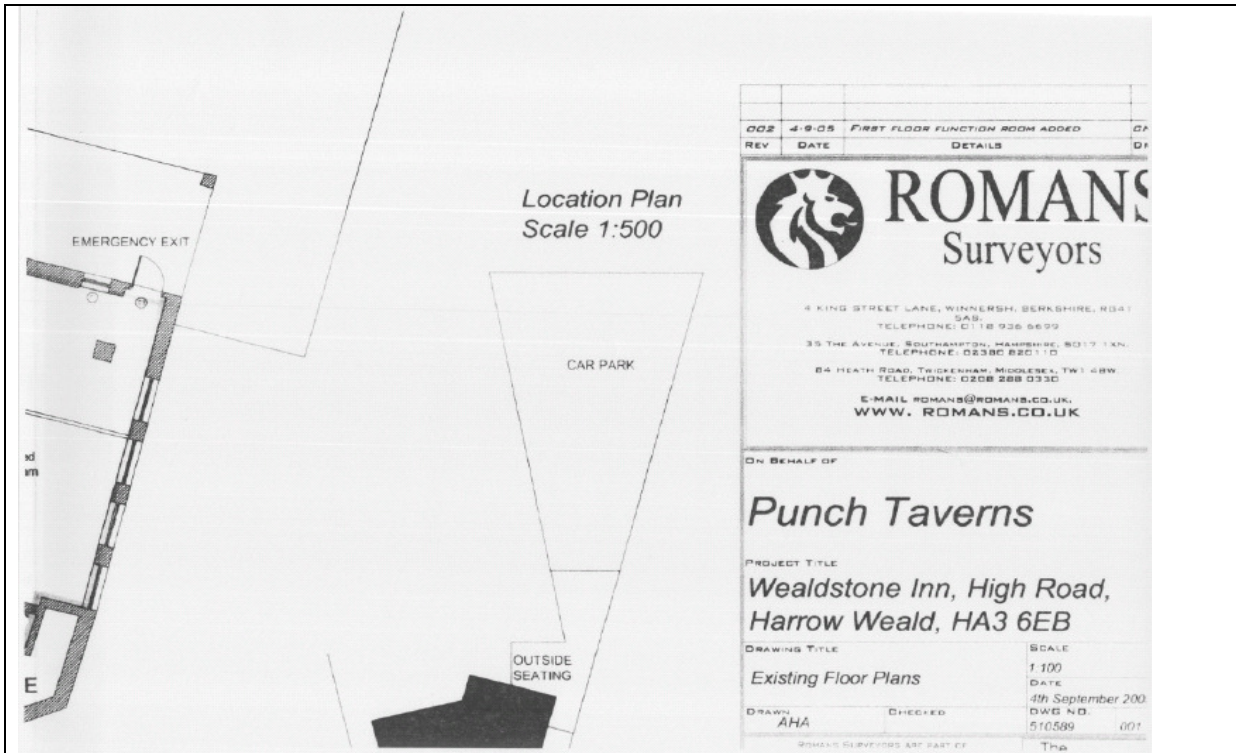 002 4-9-05 FIRST FLOOR FUNCTION ROOM ADDED
REV DATE DETAILS
ROMANS
Surveyors
4 KING STREET LANE, WINNERSH, BERKSHIRE, RG41
5AS.
TELEPHONE: 0118 936 6699
35 THE AVENUE, SOUTHAMPTON, HAMPSHIRE, SO17 1XN.
TELEPHONE: 02380 820110
84 HEATH ROAD, TWICKENHAM, MIDDLESEX, TW1 4BW.
TELEPHONE: 0208 288 0330
E-MAIL ROMANS@ROMANS.CO.UK.
WWW. ROMANS.CO.UK
ON BEHALF OF
Punch Taverns
PROJECT TITLE
Wealdstone Inn, High Road,
Harrow Weald, HA3 6EB
DRAWING TITLE
Existing Floor Plans
SCALE
1:100
DATE
4th September 200
DRAWN
AHA
CHECKED
DWG NO.
510589 001
ROMANS SURVEYORS ARE PART OF
The
Location Plan
Scale 1:500
EMERGENCY EXIT
CAR PARK
OUTSIDE
SEATING
E